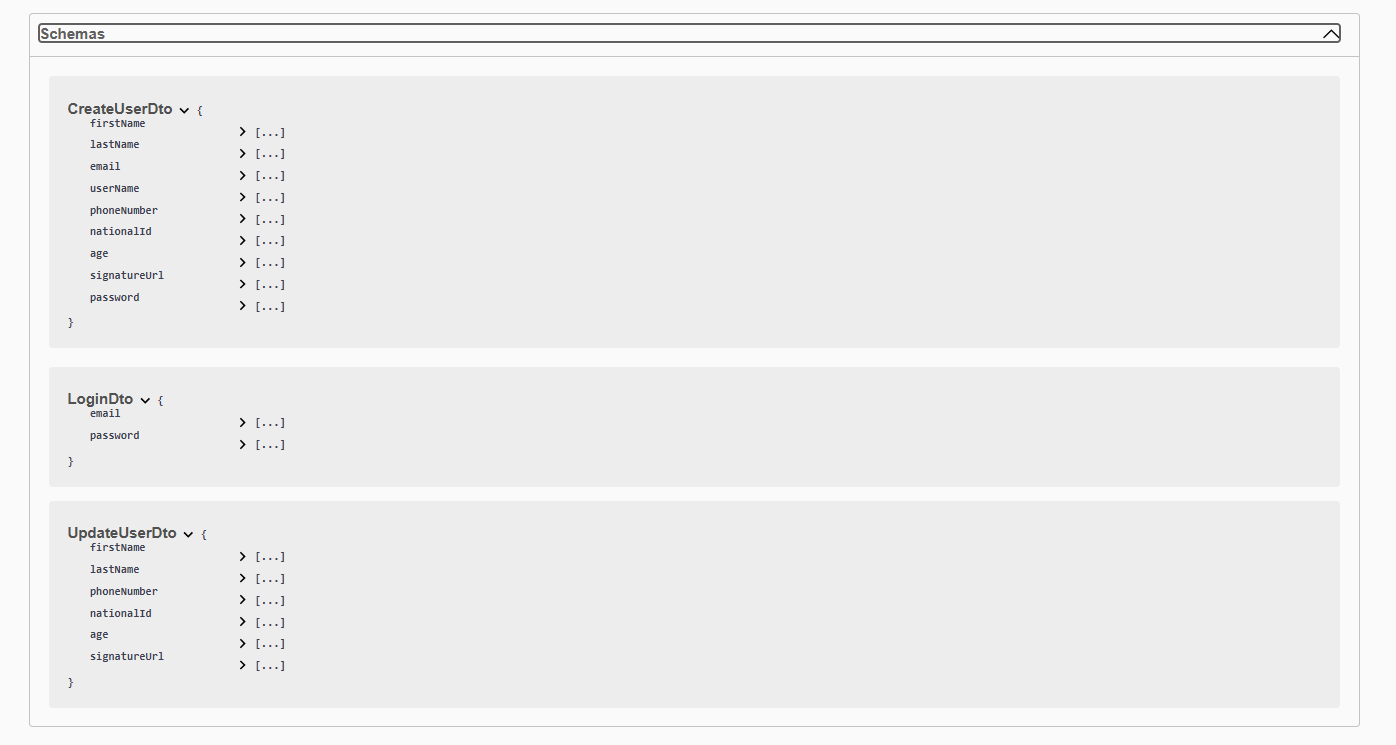 Schemas
CreateUserDto {
firstName [...]
lastName [...]
email [...]
userName [...]
phoneNumber [...]
nationalId [...]
age [...]
signatureUrl [...]
password [...]
}
LoginDto {
email [...]
password [...]
}
UpdateUserDto {
firstName [...]
lastName [...]
phoneNumber [...]
nationalId [...]
age [...]
signatureUrl [...]
}